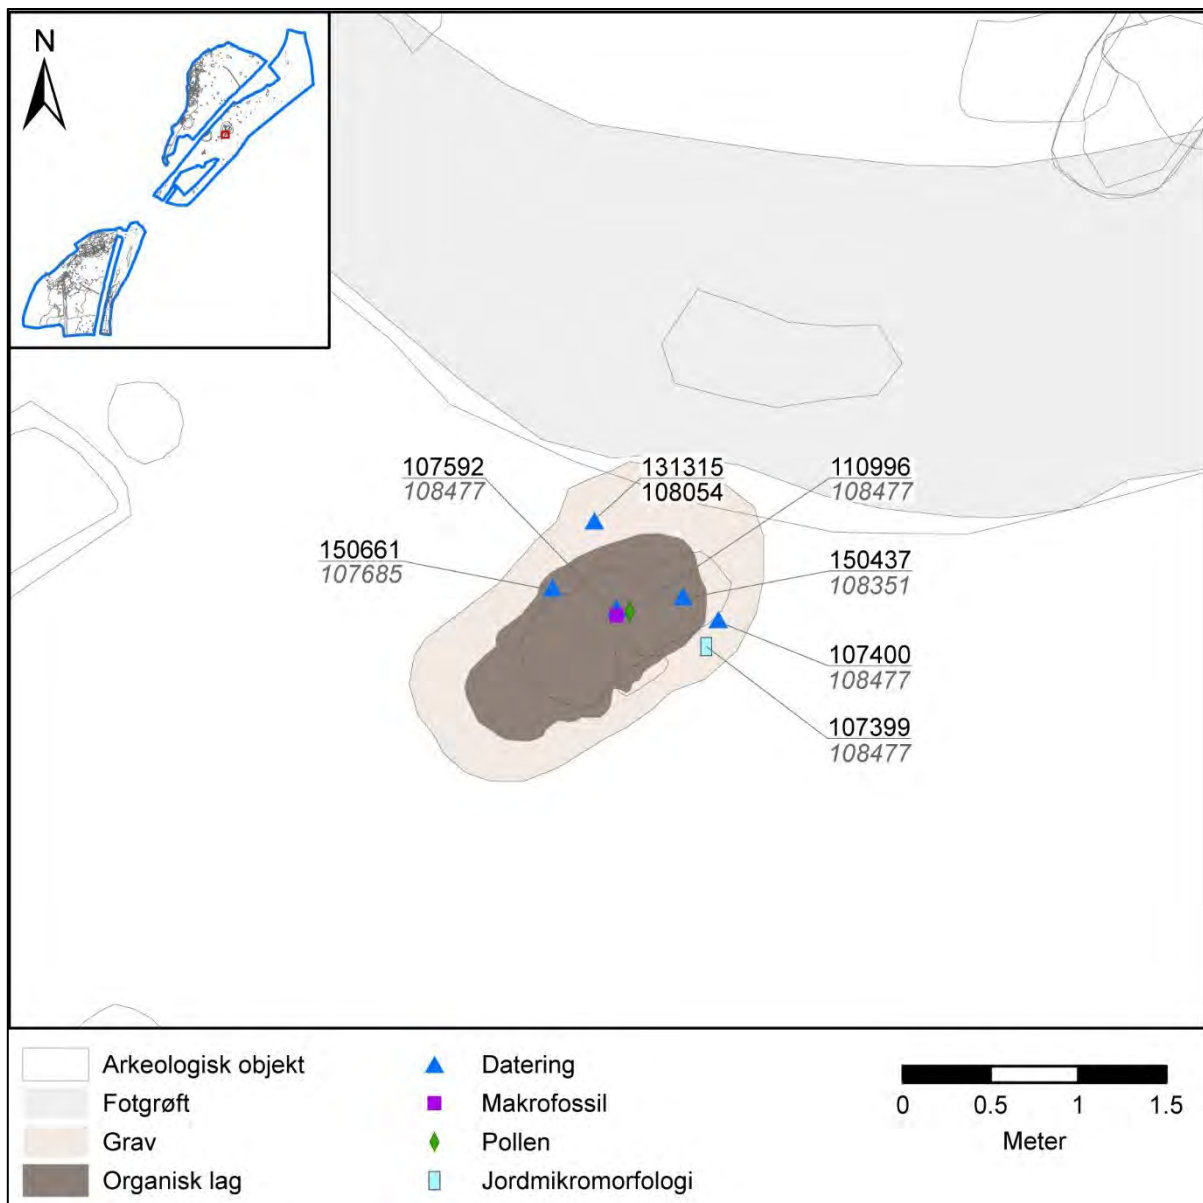 N
107592
108477
131315
108054
110996
108477
150661
107685
150437
108351
107400
108477
107399
108477
Arkeologisk objekt
Fotgrøft
Grav
Organisk lag
Datering
Makrofossil
Pollen
Jordmikromorfologi
0 0.5 1 1.5
Meter